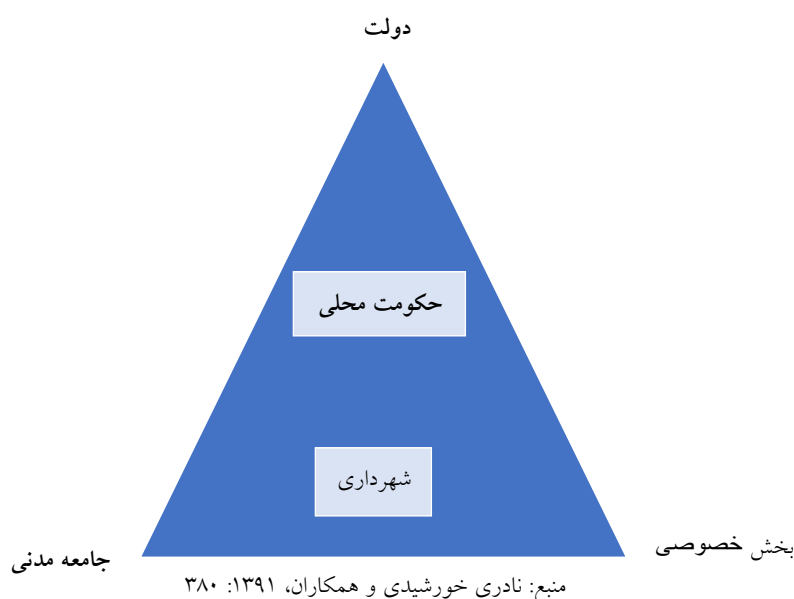 دولت
حکومت محلی
شهرداری
بخش خصوصی
جامعه مدنی
منبع: نادری خورشیدی و همکاران، ۱۳۹۱: ۳۸۰